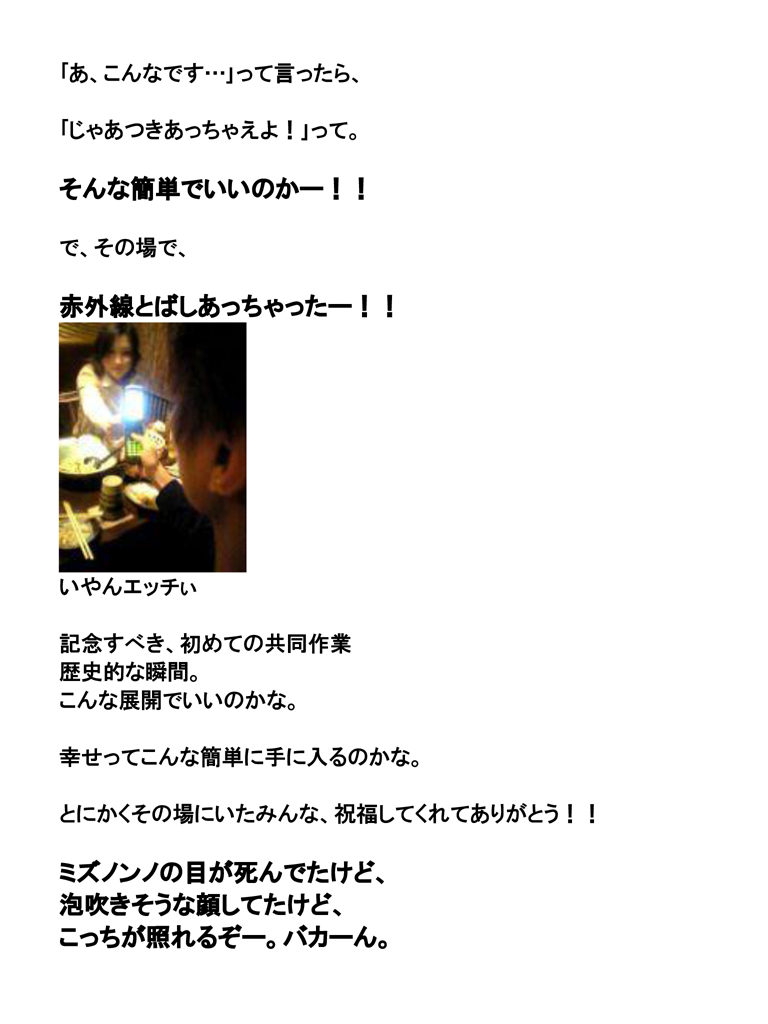 「あ、こんなです…」って言ったら、
「じゃあつきあっちゃえよ！」って。
そんな簡単でいいのかー！！
で、その場で、
赤外線とばしあっちゃったー！！
いやんエッチぃ
記念すべき、初めての共同作業
歴史的な瞬間。
こんな展開でいいのかな。
幸せってこんな簡単に手に入るのかな。
とにかくその場にいたみんな、祝福してくれてありがとう！！
ミズノンノの目が死んでたけど、
泡吹きそうな顔してたけど、
こっちが照れるぞー。バカーん。